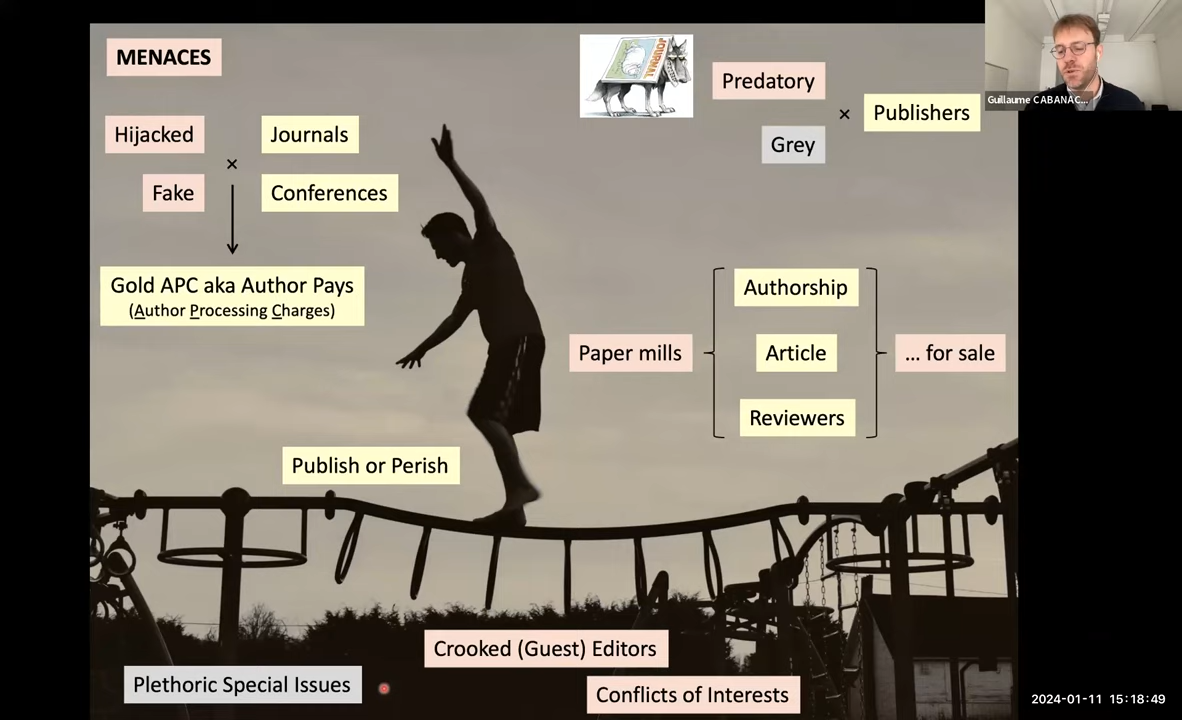 MENACES
Hijacked
Fake
×
Journals
Conferences
Gold APC aka Author Pays
(Author Processing Charges)
JOURNAL
Predatory
Grey
×
Publishers
Guillaume CABANAC...
Paper mills
Authorship
Article
Reviewers
... for sale
Publish or Perish
Crooked (Guest) Editors
Plethoric Special Issues
Conflicts of Interests
2024-01-11 15:18:49